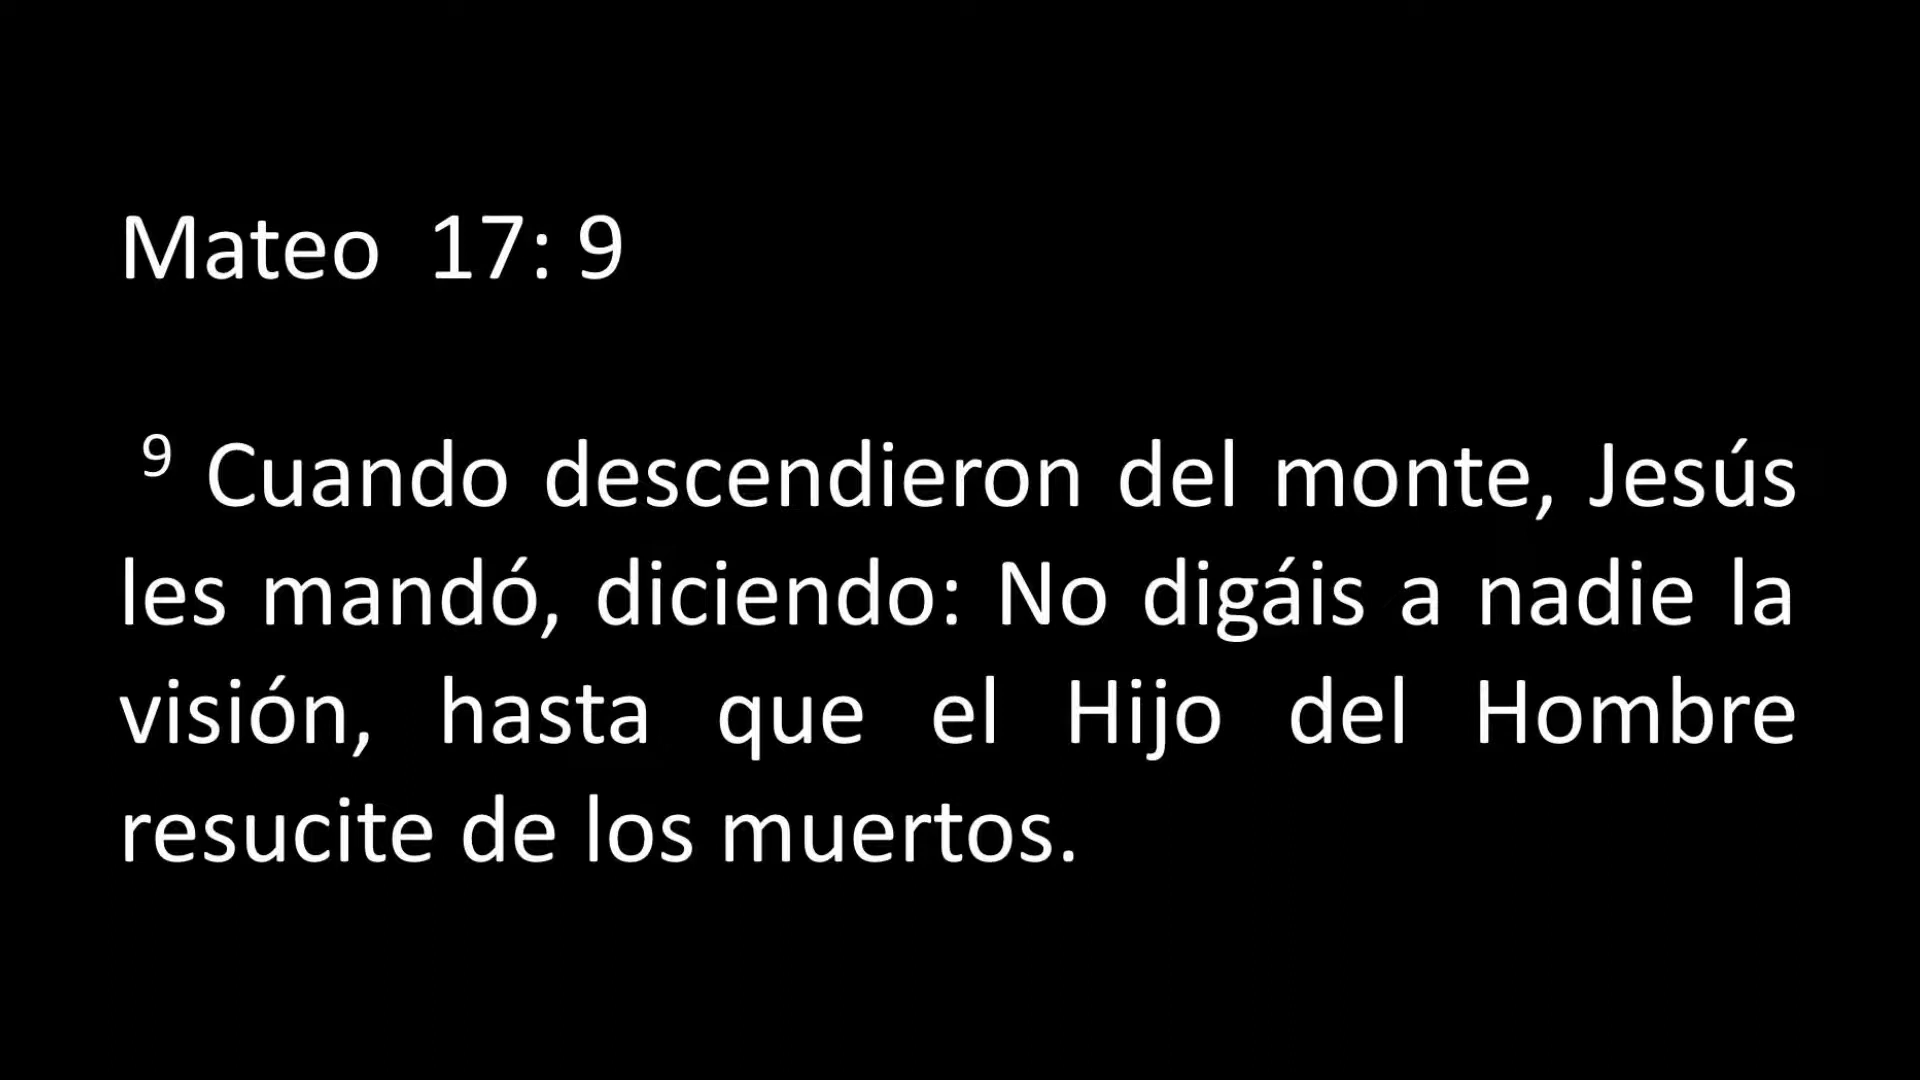 Mateo  17: 9
⁹ Cuando descendieron del monte, Jesús
les mandó, diciendo: No digáis a nadie la
visión, hasta que el Hijo del Hombre
resucite de los muertos.